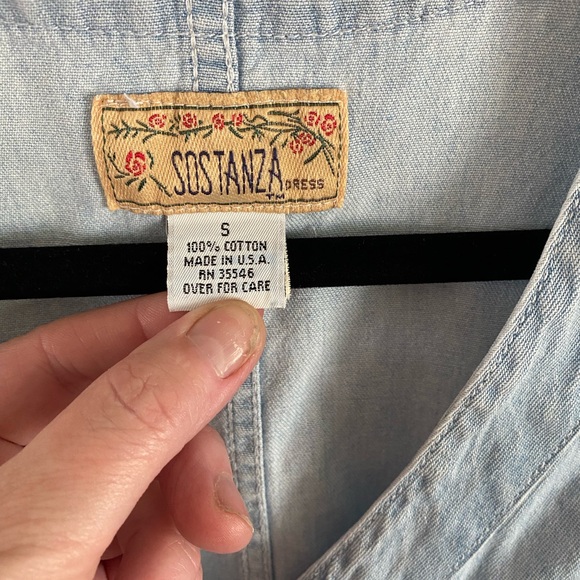 SOSTANZA DRESS
TM
S
100% COTTON
MADE IN U.S.A.
RN 35546
OVER FOR CARE